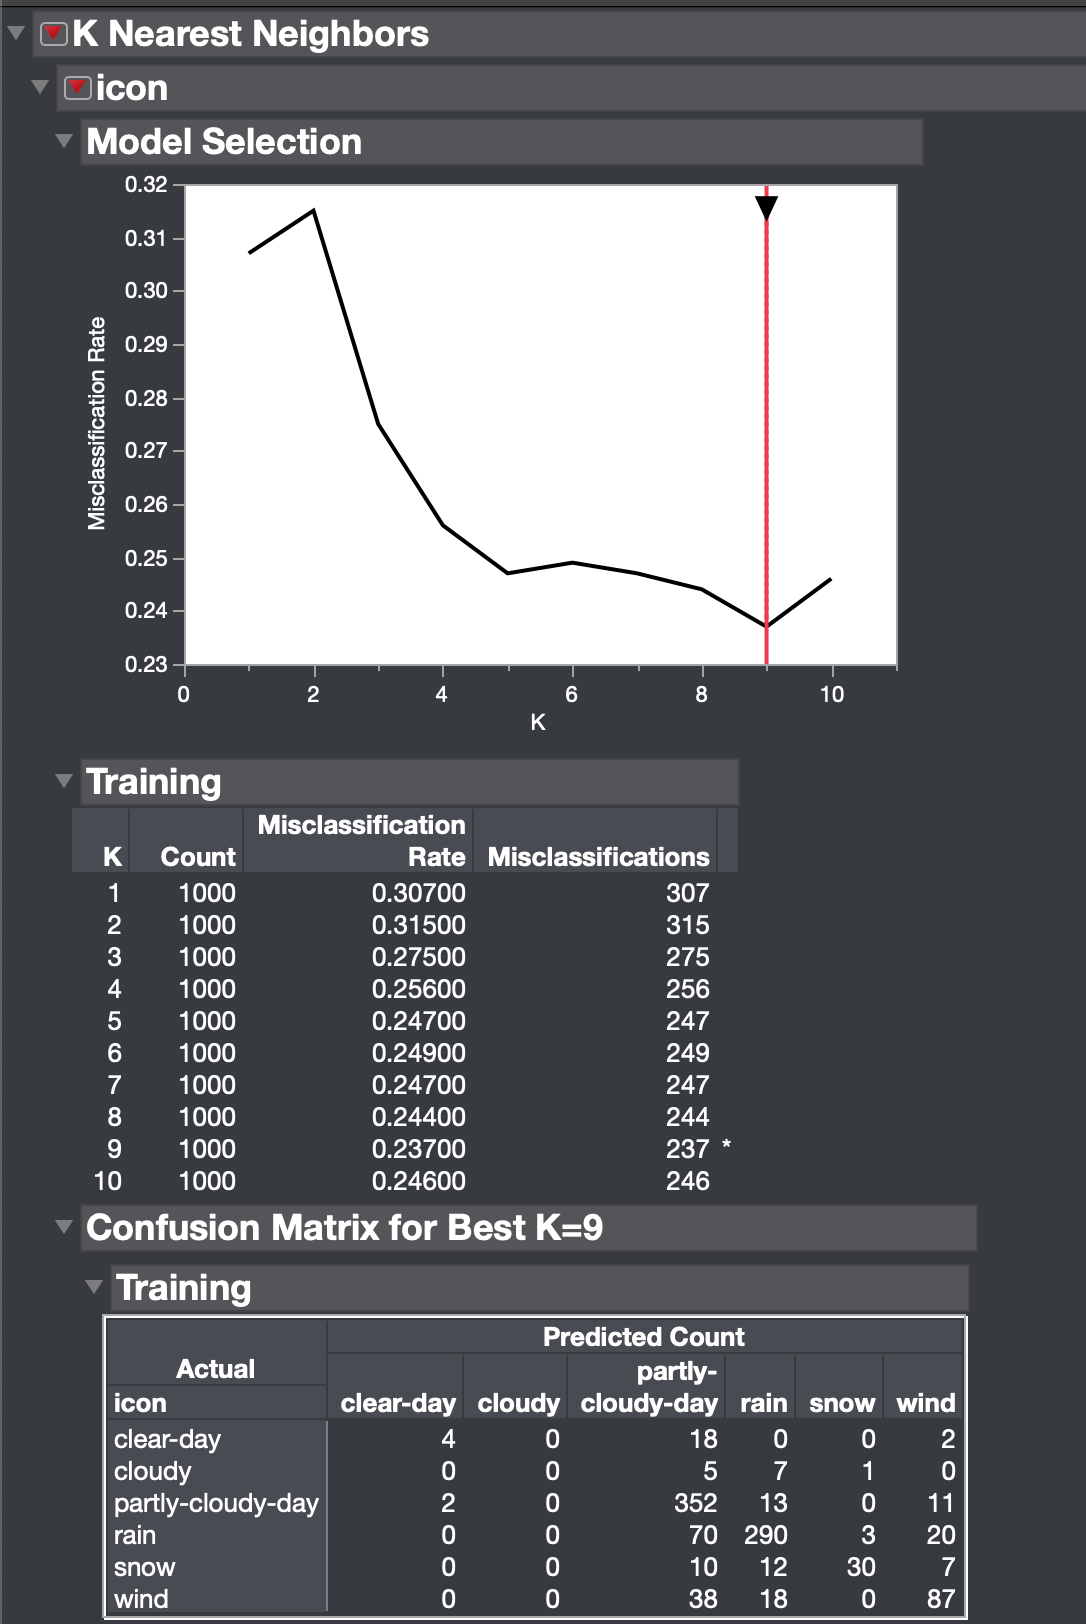 K Nearest Neighbors
icon
Model Selection
0.32
0.31
0.30
0.29
0.28
0.27
0.26
0.25
0.24
0.23
Misclassification Rate
0 2 4 6 8 10
K
Training
Misclassification
K Count Rate Misclassifications
1 1000 0.30700 307
2 1000 0.31500 315
3 1000 0.27500 275
4 1000 0.25600 256
5 1000 0.24700 247
6 1000 0.24900 249
7 1000 0.24700 247
8 1000 0.24400 244
9 1000 0.23700 237 *
10 1000 0.24600 246
Confusion Matrix for Best K=9
Training
Predicted Count
Actual partly-
icon clear-day cloudy cloudy-day rain snow wind
clear-day 4 0 18 0 0 2
cloudy 0 0 5 7 1 0
partly-cloudy-day 2 0 352 13 0 11
rain 0 0 70 290 3 20
snow 0 0 10 12 30 7
wind 0 0 38 18 0 87